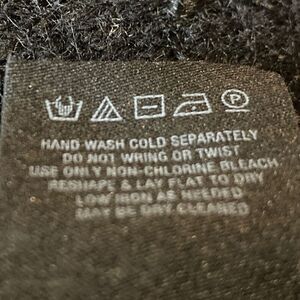 HAND WASH COLD SEPARATELY
DO NOT WRING OR TWIST
USE ONLY NON-CHLORINE BLEACH
RESHAPE & LAY FLAT TO DRY
LOW IRON AS NEEDED
MAY BE DRY CLEANED